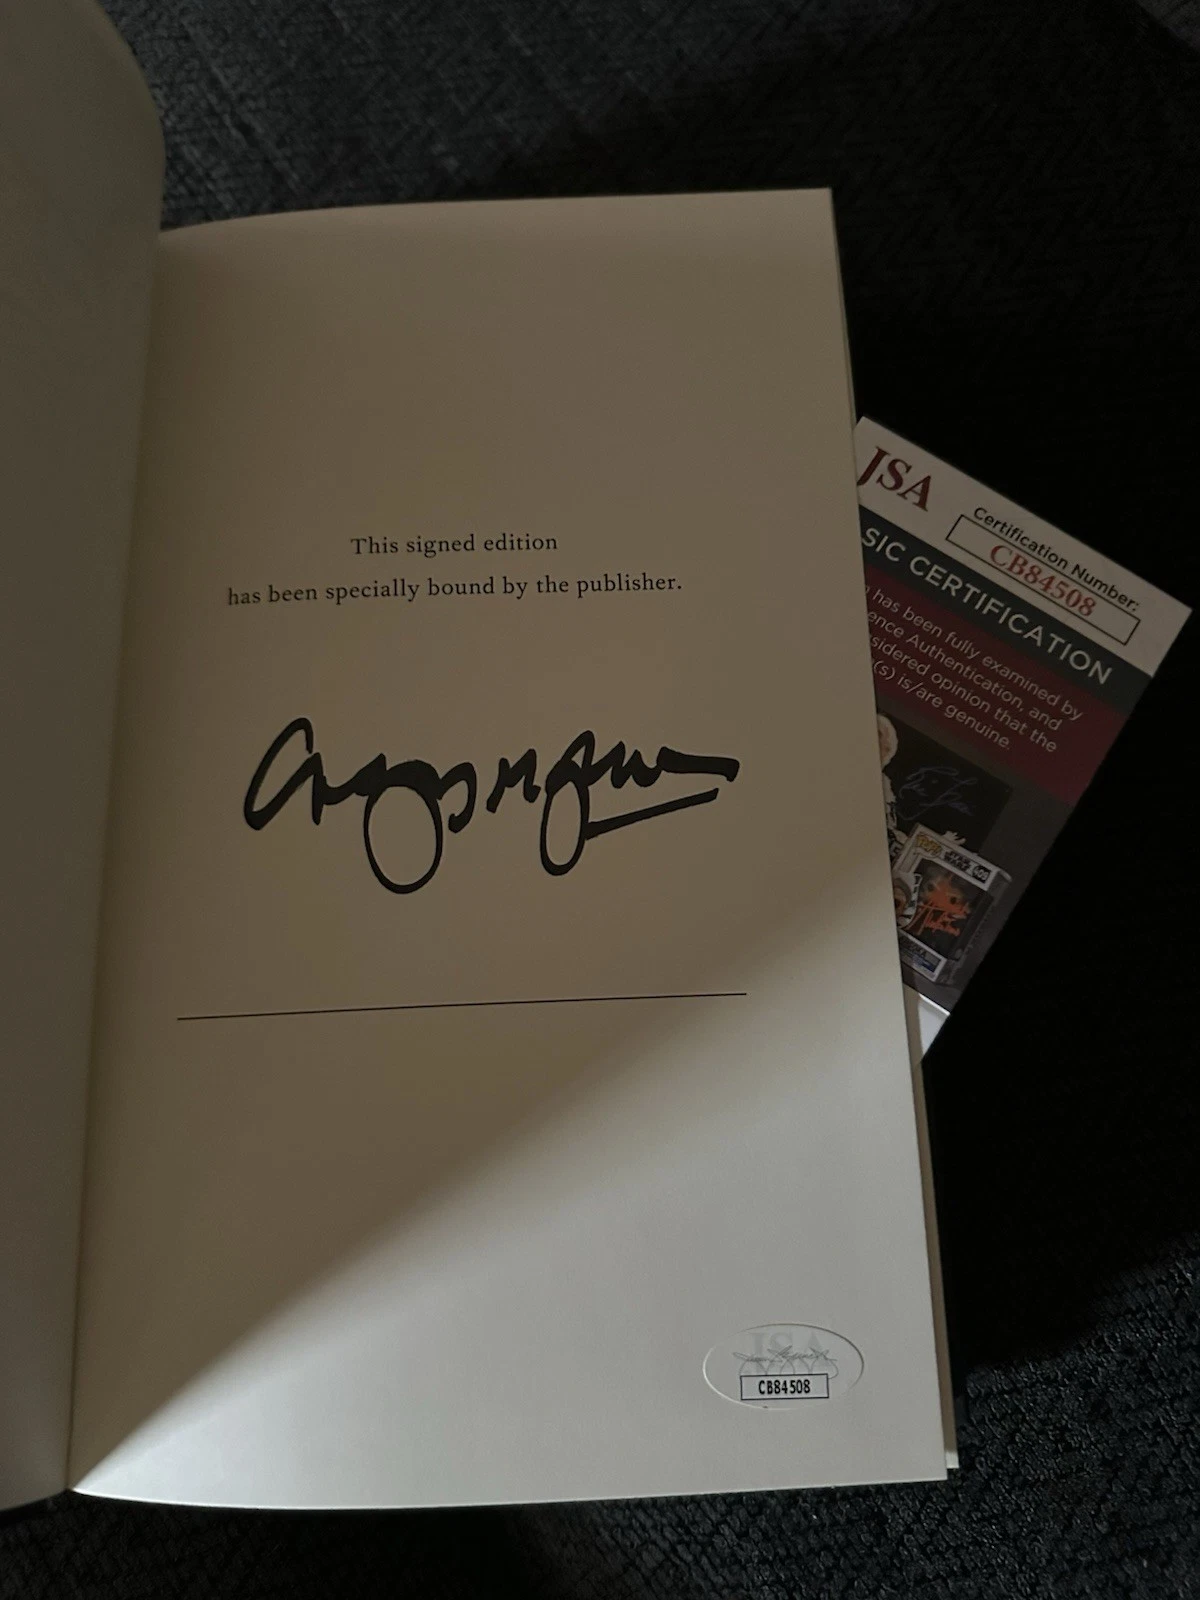 This signed edition
has been specially bound by the publisher.
JSA
Certification Number:
CB84508
SIC CERTIFICATION
has been fully examined by
ence Authentication, and
sidered opinion that the
(s) is/are genuine.
JSA
CB84508